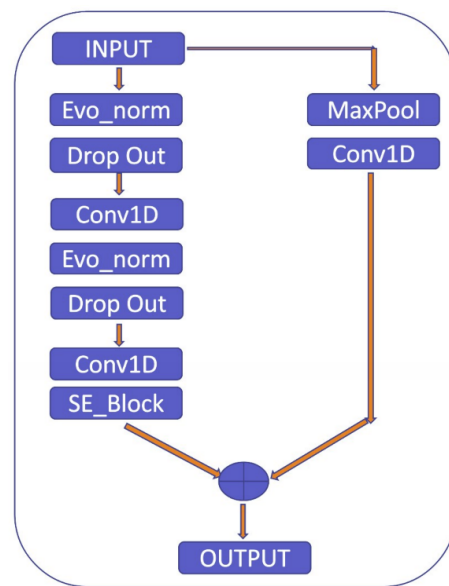 INPUT
Evo_norm
MaxPool
Drop Out
Conv1D
Conv1D
Evo_norm
Drop Out
Conv1D
SE_Block
OUTPUT